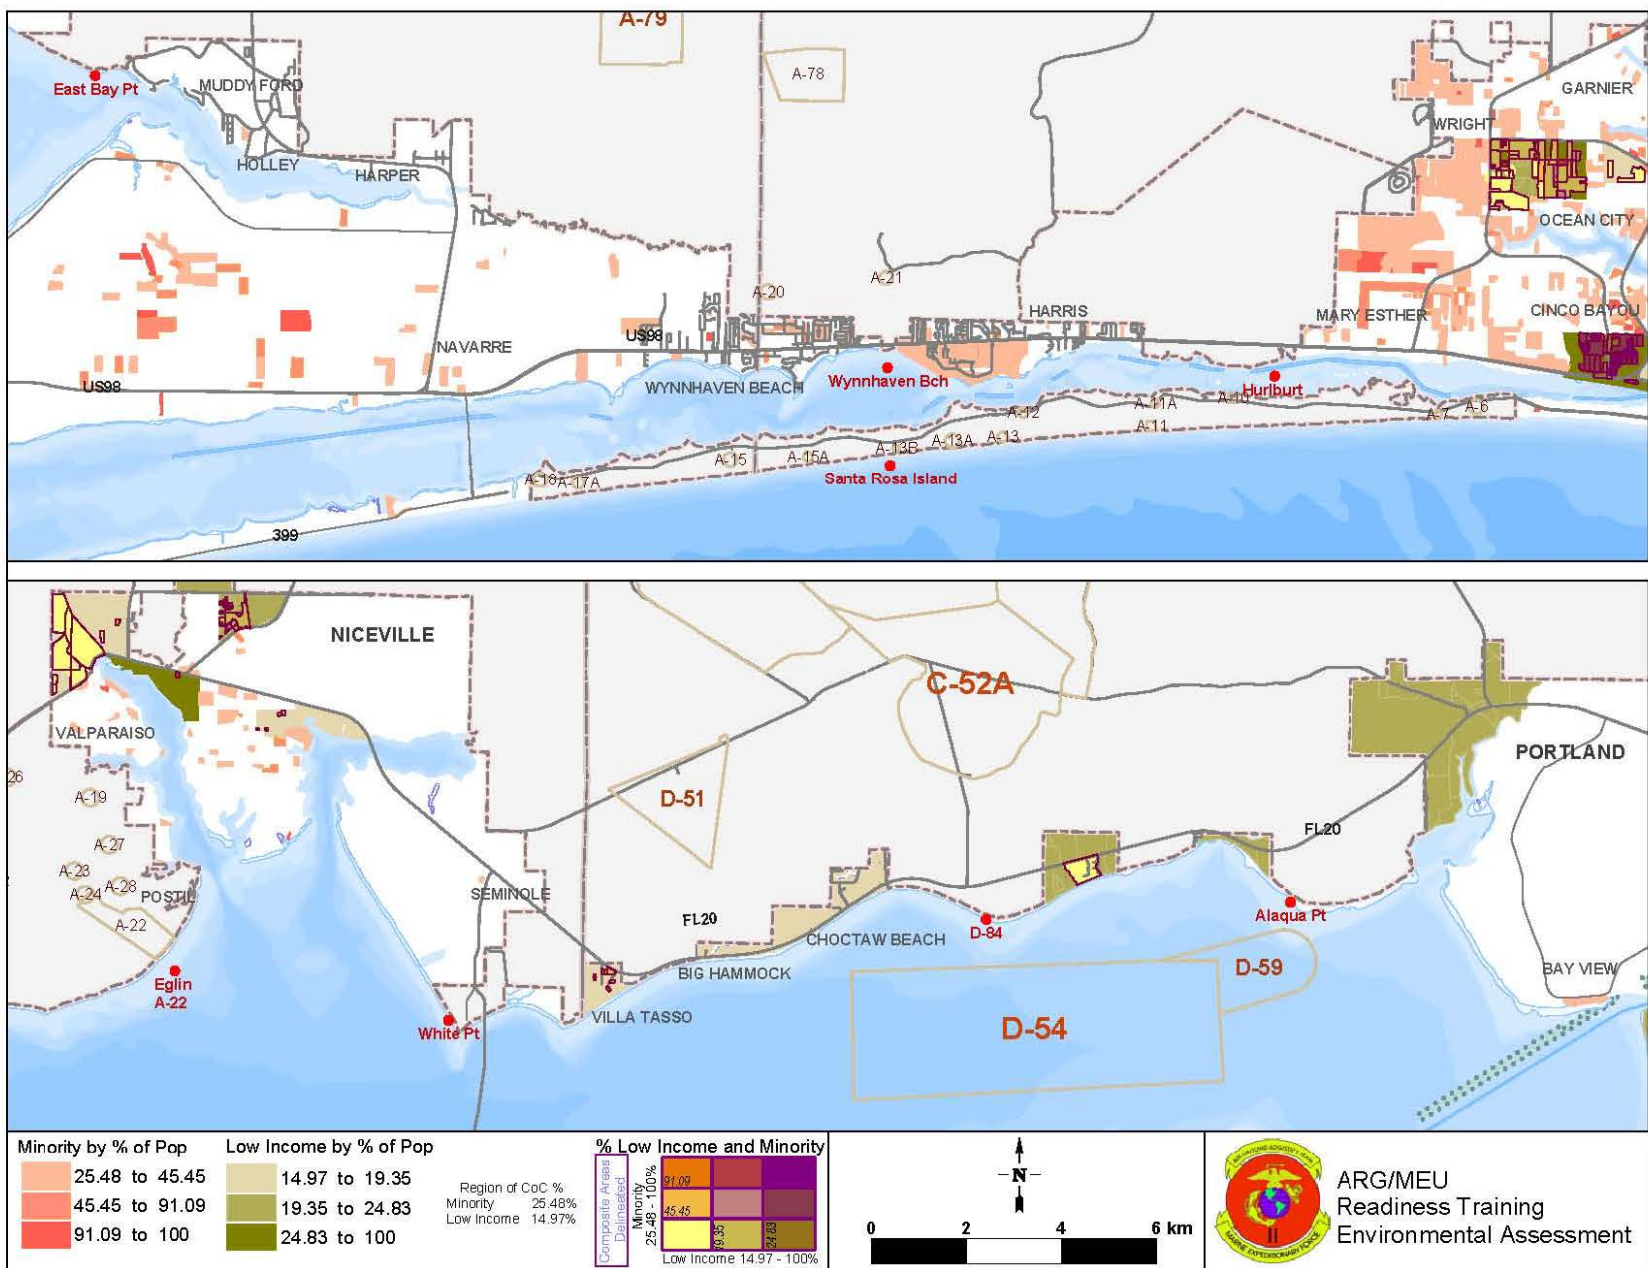 A-79
A-78
East Bay Pt
MUDDY FORD
GARNIER
WRIGHT
HOLLEY
HARPER
OCEAN CITY
A-21
A-20
HARRIS
MARY ESTHER
CINCO BAYOU
US98
NAVARRE
WYNNHAVEN BEACH
Wynnhaven Bch
Hurlburt
US98
A-12
A-11A
A-10
A-7
A-6
A-11
A-13
A-13A
A-13B
A-15A
A-15
A-18
A-17A
Santa Rosa Island
399
NICEVILLE
C-52A
VALPARAISO
PORTLAND
26
A-19
D-51
FL20
A-27
A-23
A-28
A-24
POSTIL
SEMINOLE
A-22
FL20
CHOCTAW BEACH
D-84
Alaqua Pt
Eglin
A-22
BIG HAMMOCK
D-59
BAY VIEW
White Pt
VILLA TASSO
D-54
Minority by % of Pop
25.48 to 45.45
45.45 to 91.09
91.09 to 100
Low Income by % of Pop
14.97 to 19.35
19.35 to 24.83
24.83 to 100
Region of CoC %
Minority 25.48%
Low Income 14.97%
% Low Income and Minority
Composite Areas
Delineated
Minority
25.48 - 100%
91.09
45.45
19.35
24.83
Low Income 14.97 - 100%
N
0 2 4 6 km
II
MARINE EXPEDITIONARY FORCE
ARG/MEU
Readiness Training
Environmental Assessment